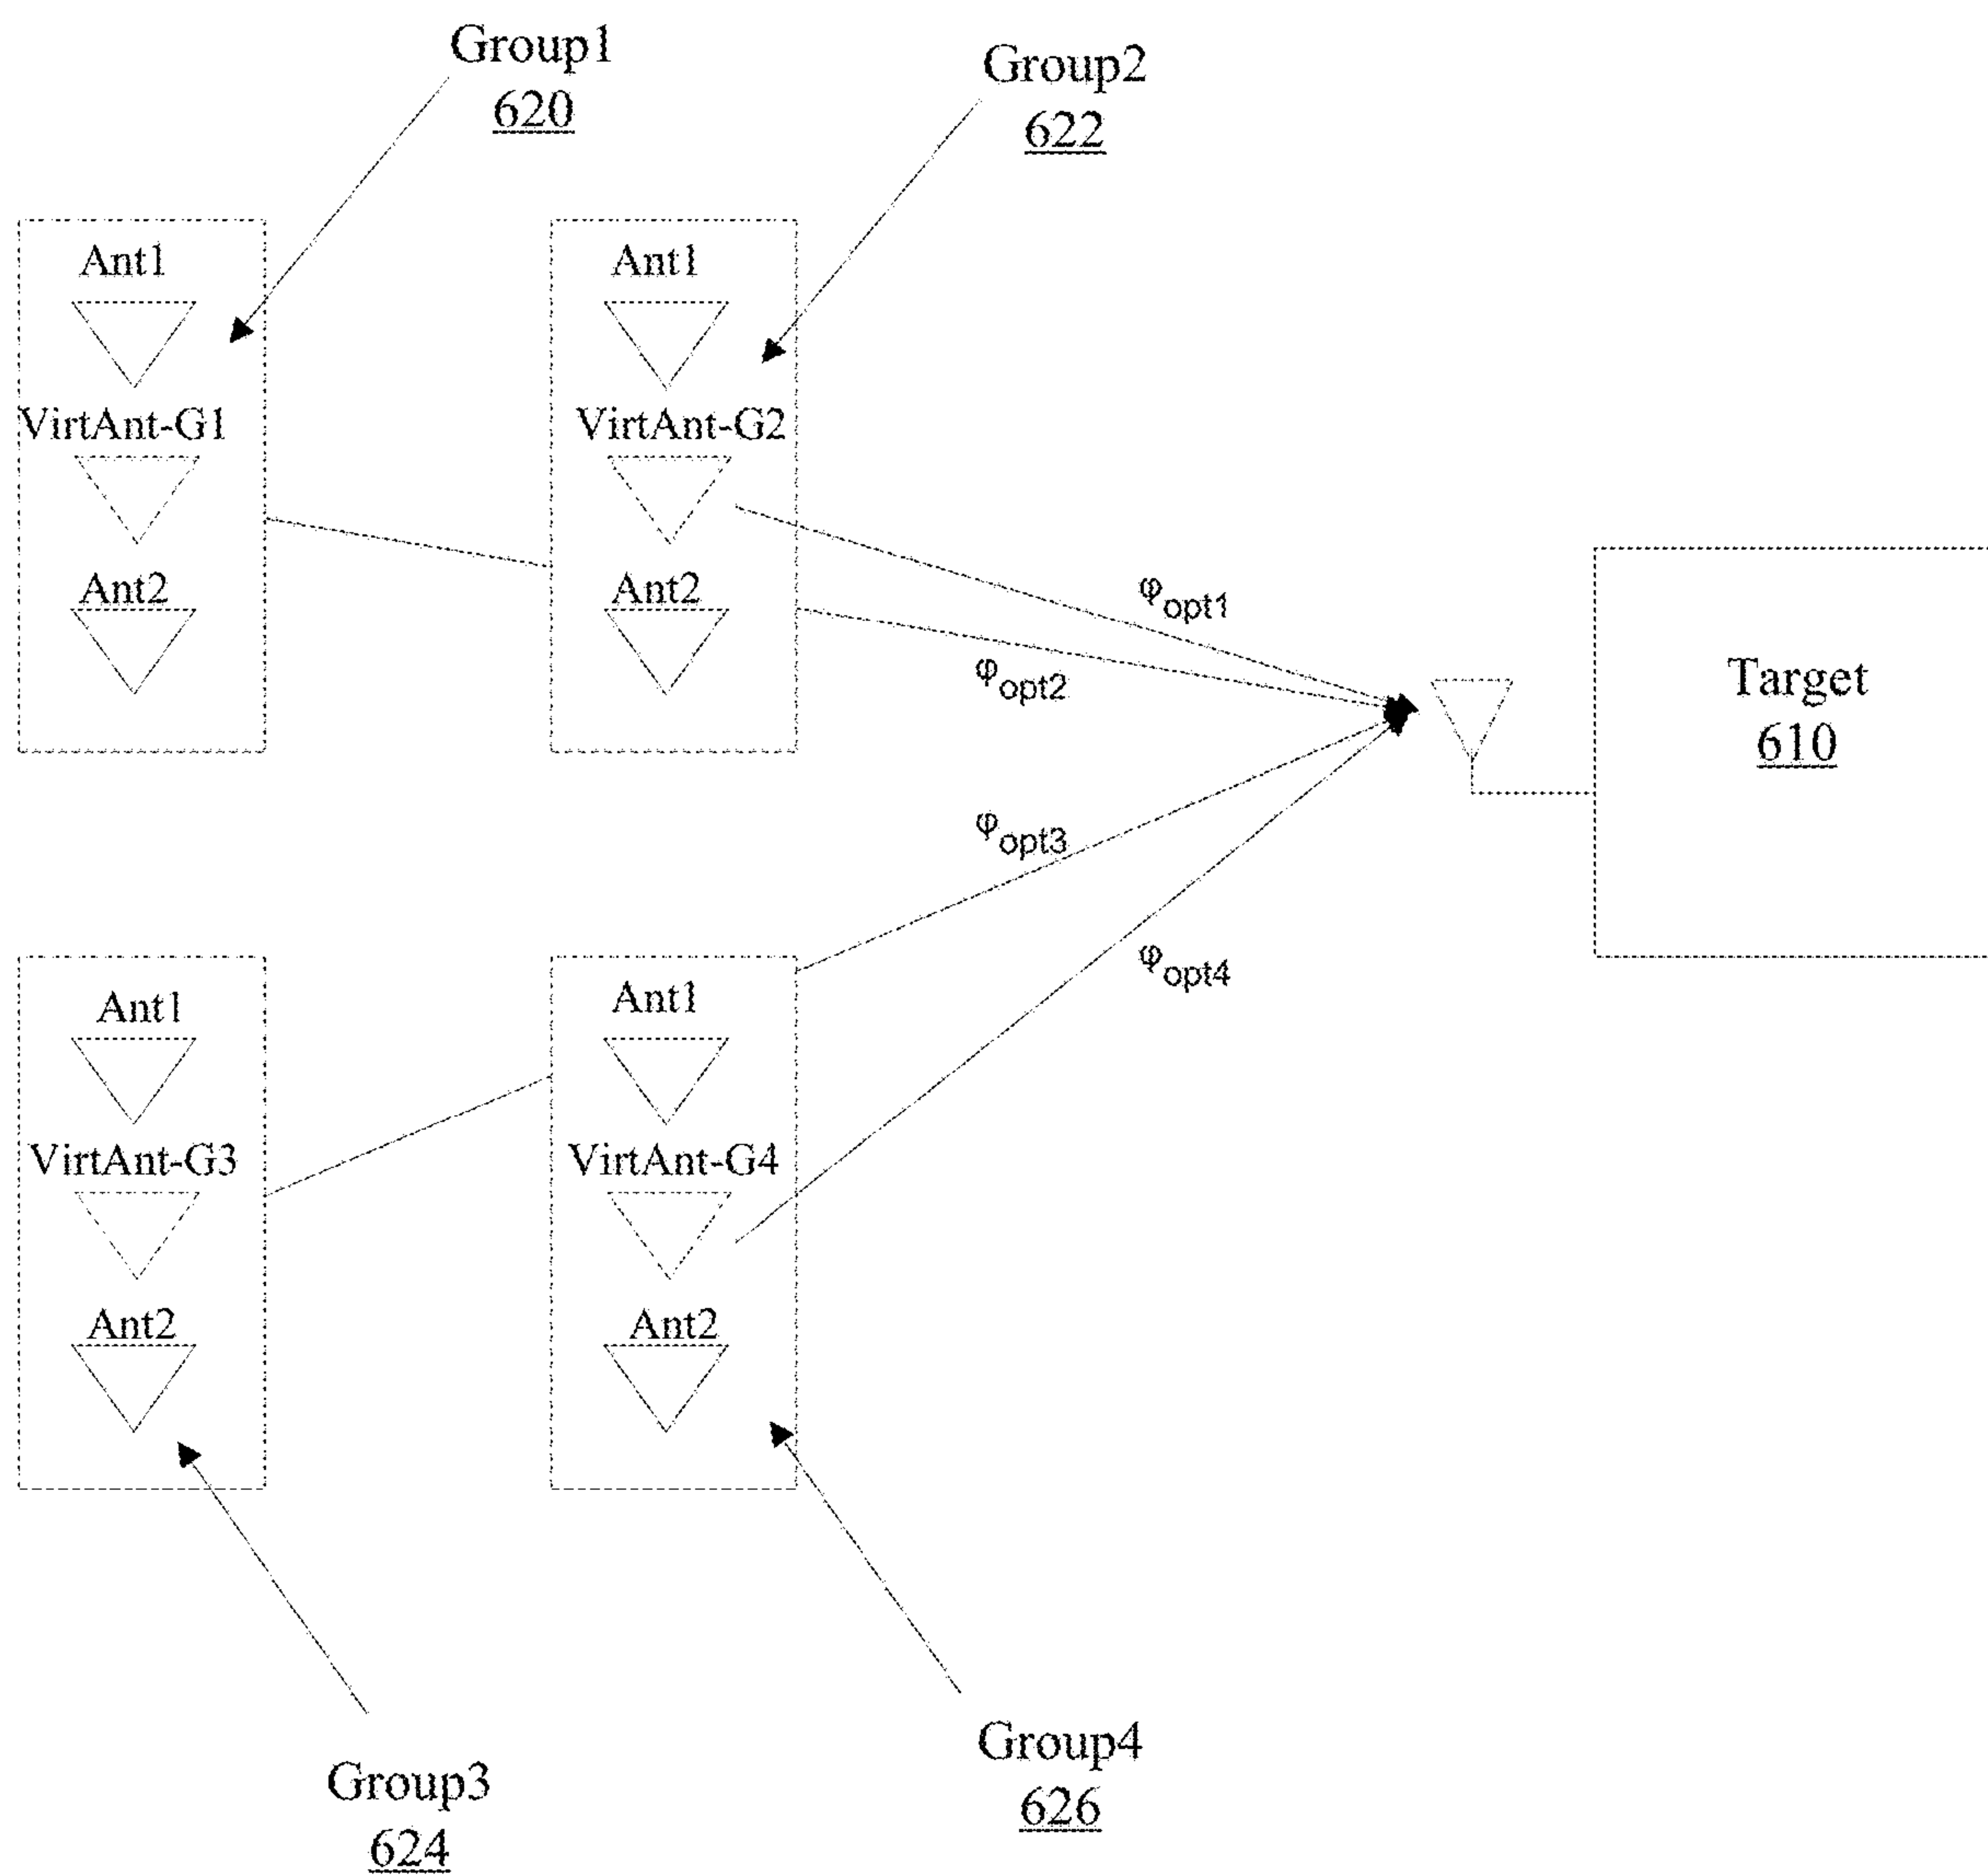 Group1
620
Group2
622
Ant1
VirtAnt-G1
Ant2
Ant1
VirtAnt-G2
Ant2
φopt1
φopt2
Target
610
φopt3
φopt4
Ant1
VirtAnt-G3
Ant2
Ant1
VirtAnt-G4
Ant2
Group3
624
Group4
626